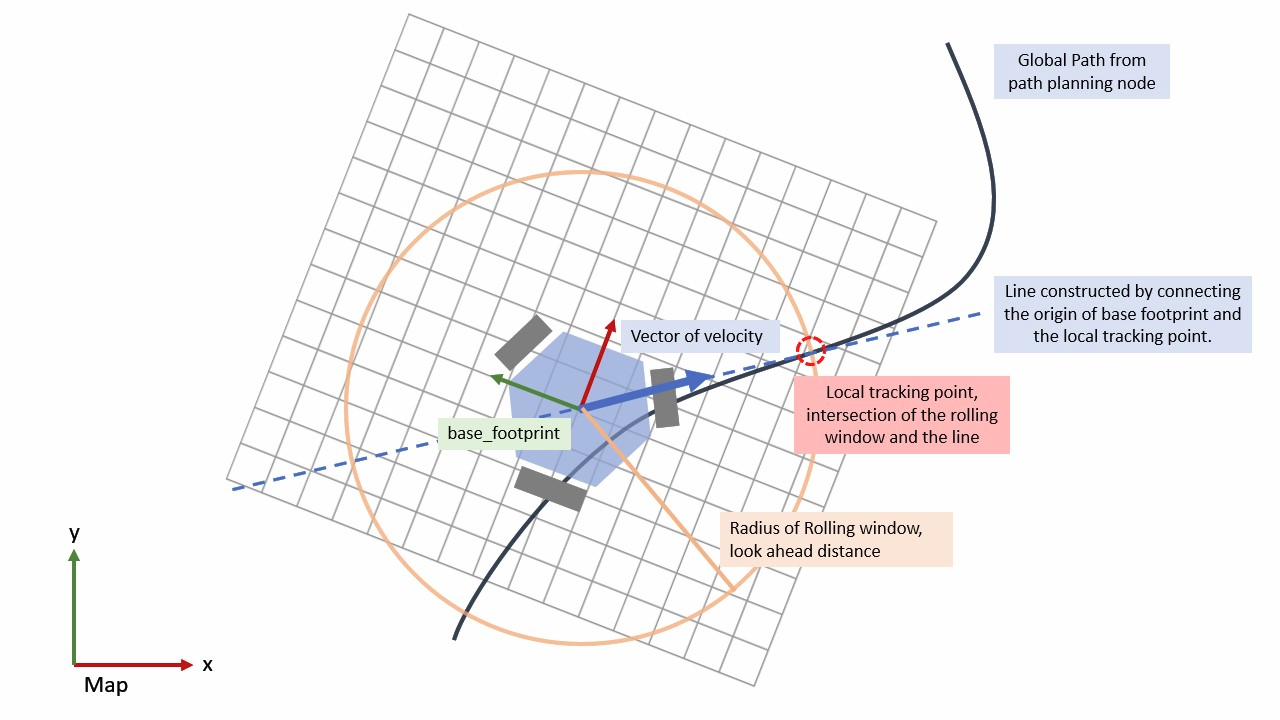 Global Path from
path planning node
Line constructed by connecting
the origin of base footprint and
the local tracking point.
Vector of velocity
Local tracking point,
intersection of the rolling
window and the line
base_footprint
Radius of Rolling window,
look ahead distance
y
x
Map